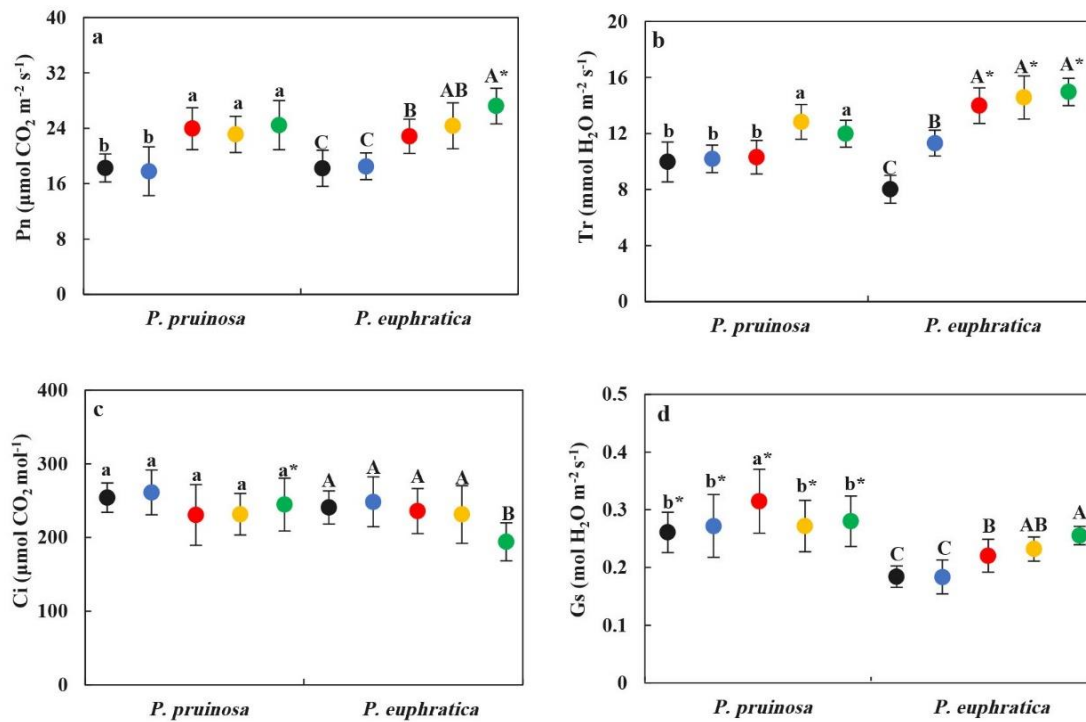 a
Pn (µmol CO₂ m⁻² s⁻¹)
40
32
24
16
8
0
b b a a a C C B AB A*
P. pruinosa P. euphratica
b
Tr (mmol H₂O m⁻² s⁻¹)
20
16
12
8
4
0
b b b a a C B A* A* A*
P. pruinosa P. euphratica
c
Ci (µmol CO₂ mol⁻¹)
400
300
200
100
0
a a a a a* A A A A B
P. pruinosa P. euphratica
d
Gs (mol H₂O m⁻² s⁻¹)
0.5
0.4
0.3
0.2
0.1
0
b* b* a* b* b* C C B AB A
P. pruinosa P. euphratica